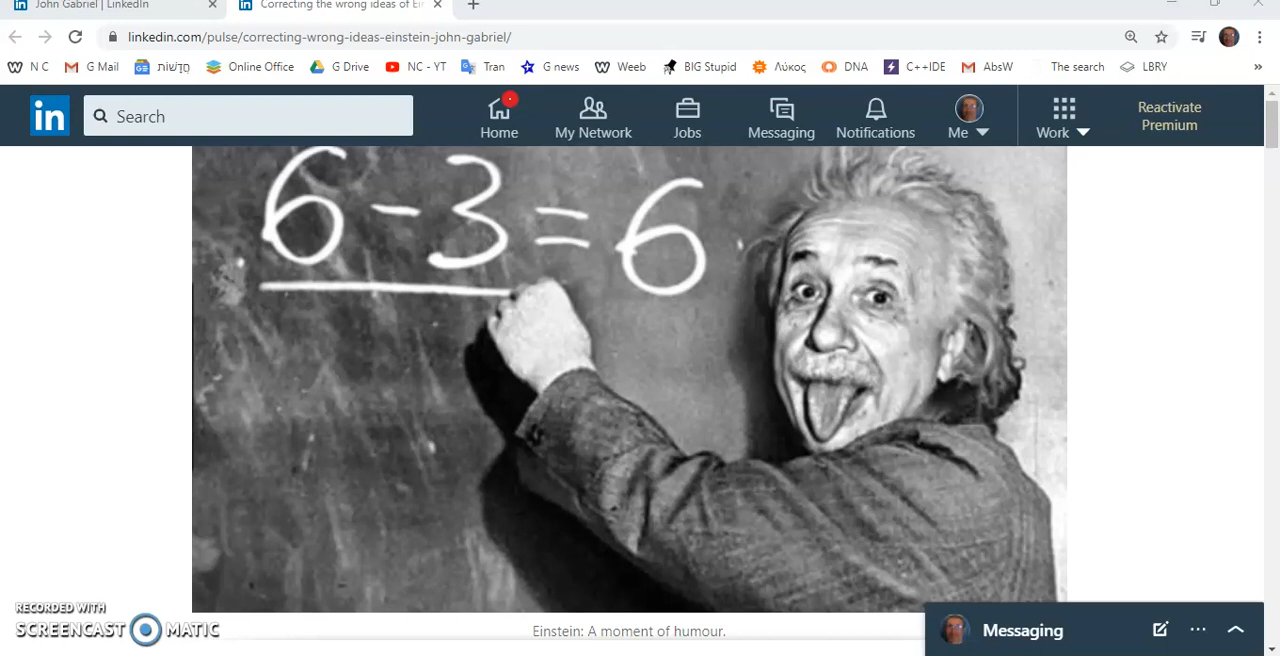 John Gabriel | LinkedIn
Correcting the wrong ideas of Ei
linkedin.com/pulse/correcting-wrong-ideas-einstein-john-gabriel/
N C G Mail חֲדָשׁוֹת Online Office G Drive NC - YT Tran G news Weeb BIG Stupid Λύκος DNA C++IDE AbsW The search LBRY »
in Search Home My Network Jobs Messaging Notifications Me Work Reactivate Premium
6 - 3 = 6
RECORDED WITH
SCREENCAST MATIC
Einstein: A moment of humour.
Messaging